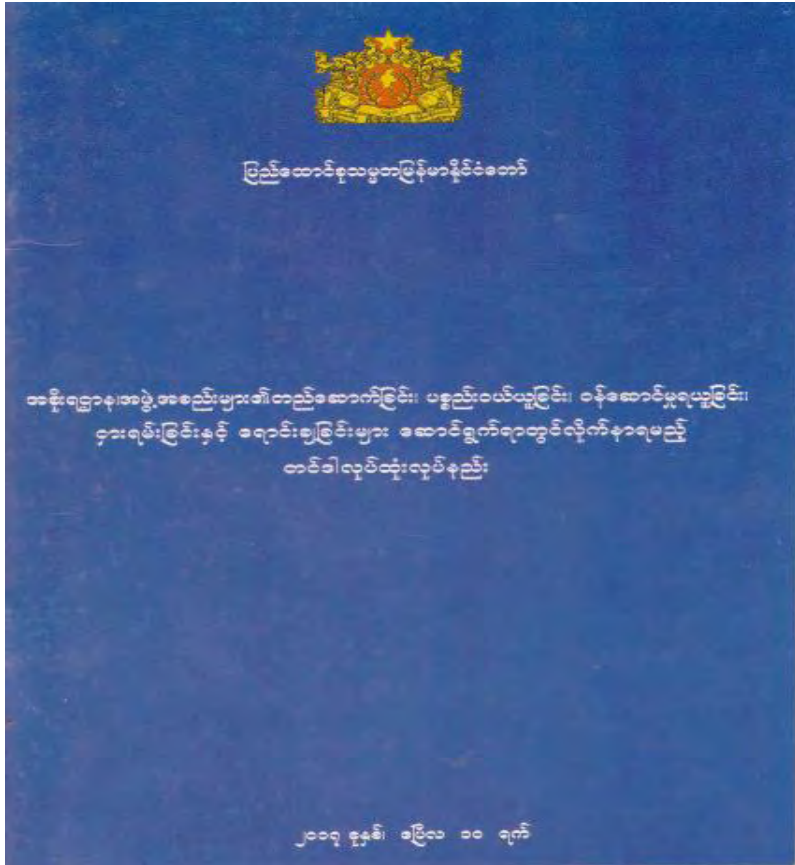 ပြည်ထောင်စုသမ္မတမြန်မာနိုင်ငံတော်
အစိုးရဌာန၊အဖွဲ့အစည်းများ၏တည်ဆောက်ခြင်း၊ ပစ္စည်းဝယ်ယူခြင်း၊ ဝန်ဆောင်မှုရယူခြင်း၊
ငှားရမ်းခြင်းနှင့် ရောင်းချခြင်းများ ဆောင်ရွက်ရာတွင်လိုက်နာရမည့်
တင်ဒါလုပ်ထုံးလုပ်နည်း
၂၀၁၇ ခုနှစ်၊ ဧပြီလ ၁၀ ရက်